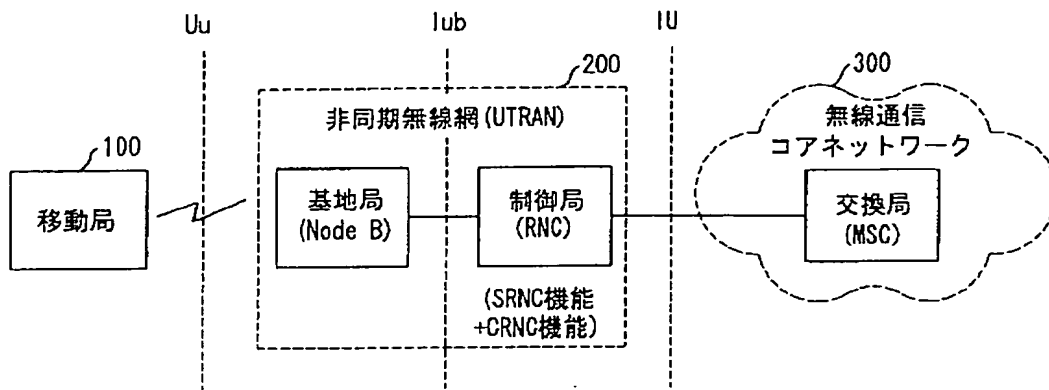 Uu
Iub
IU
200
300
非同期無線網(UTRAN)
無線通信
コアネットワーク
100
移動局
基地局
(Node B)
制御局
(RNC)
交換局
(MSC)
(SRNC機能
+CRNC機能)